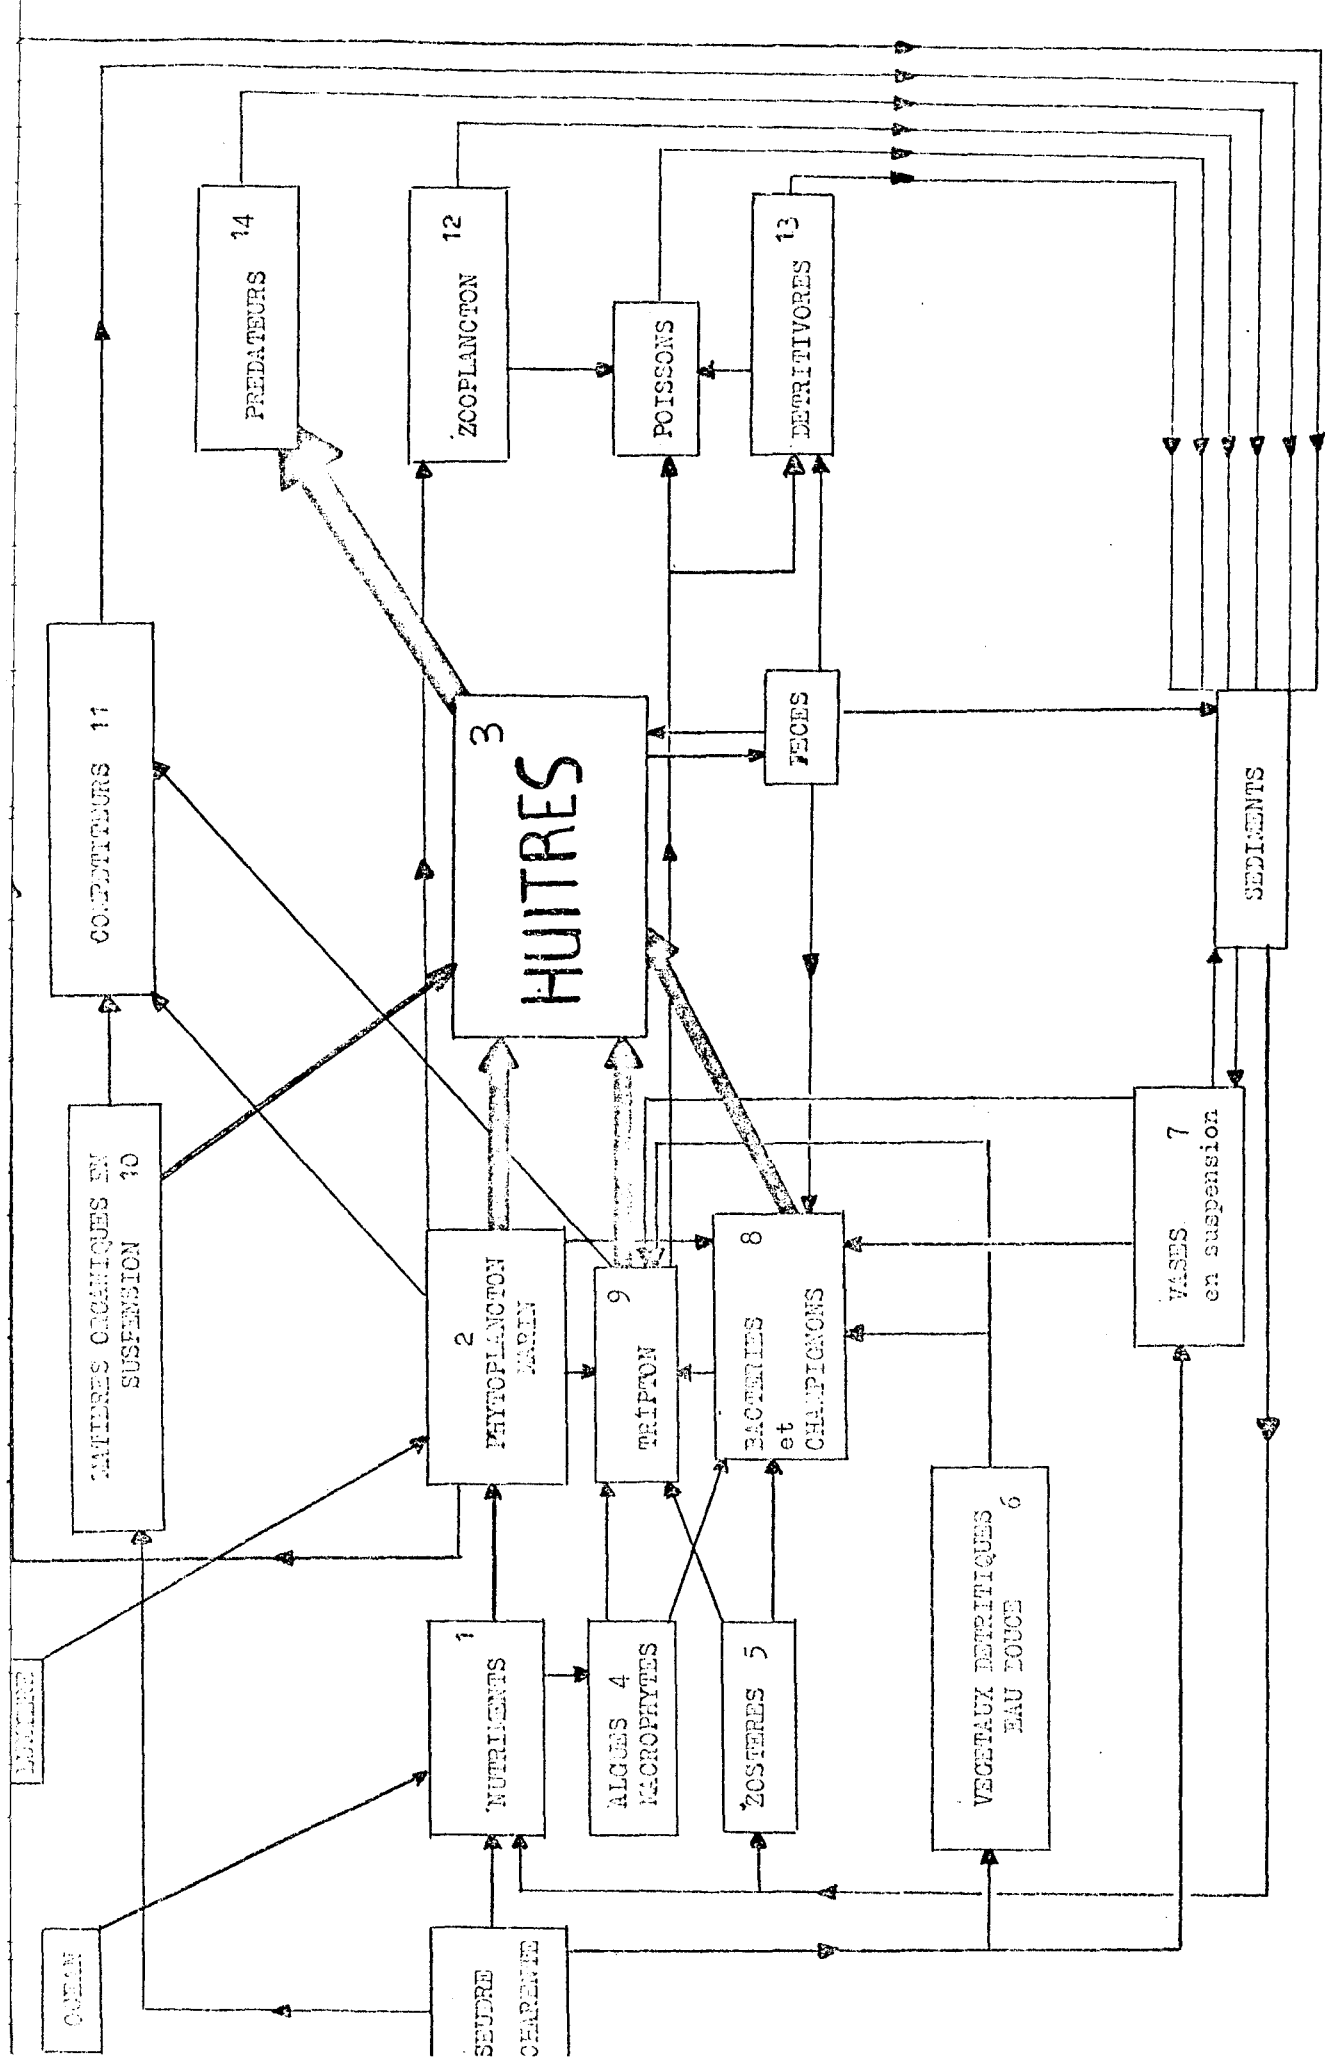 OCEAN
SEUDRE
CHARENTE
LUMIERE
NUTRIMENTS 1
ALGUES 4
MACROPHYTES
ZOSTERES 5
VEGETAUX DETRITIQUES
EAU DOUCE 6
MATIERES ORGANIQUES EN
SUSPENSION 10
PHYTOPLANCTON
MARIN
2
TRIPTON 9
BACTERIES 8
et
CHAMPIGNONS
VASES 7
en suspension
COMPETITEURS 11
HUITRES 3
FECES
SEDIMENTS
PREDATEURS 14
ZOOPLANCTON 12
POISSONS
DETRITIVORES 13